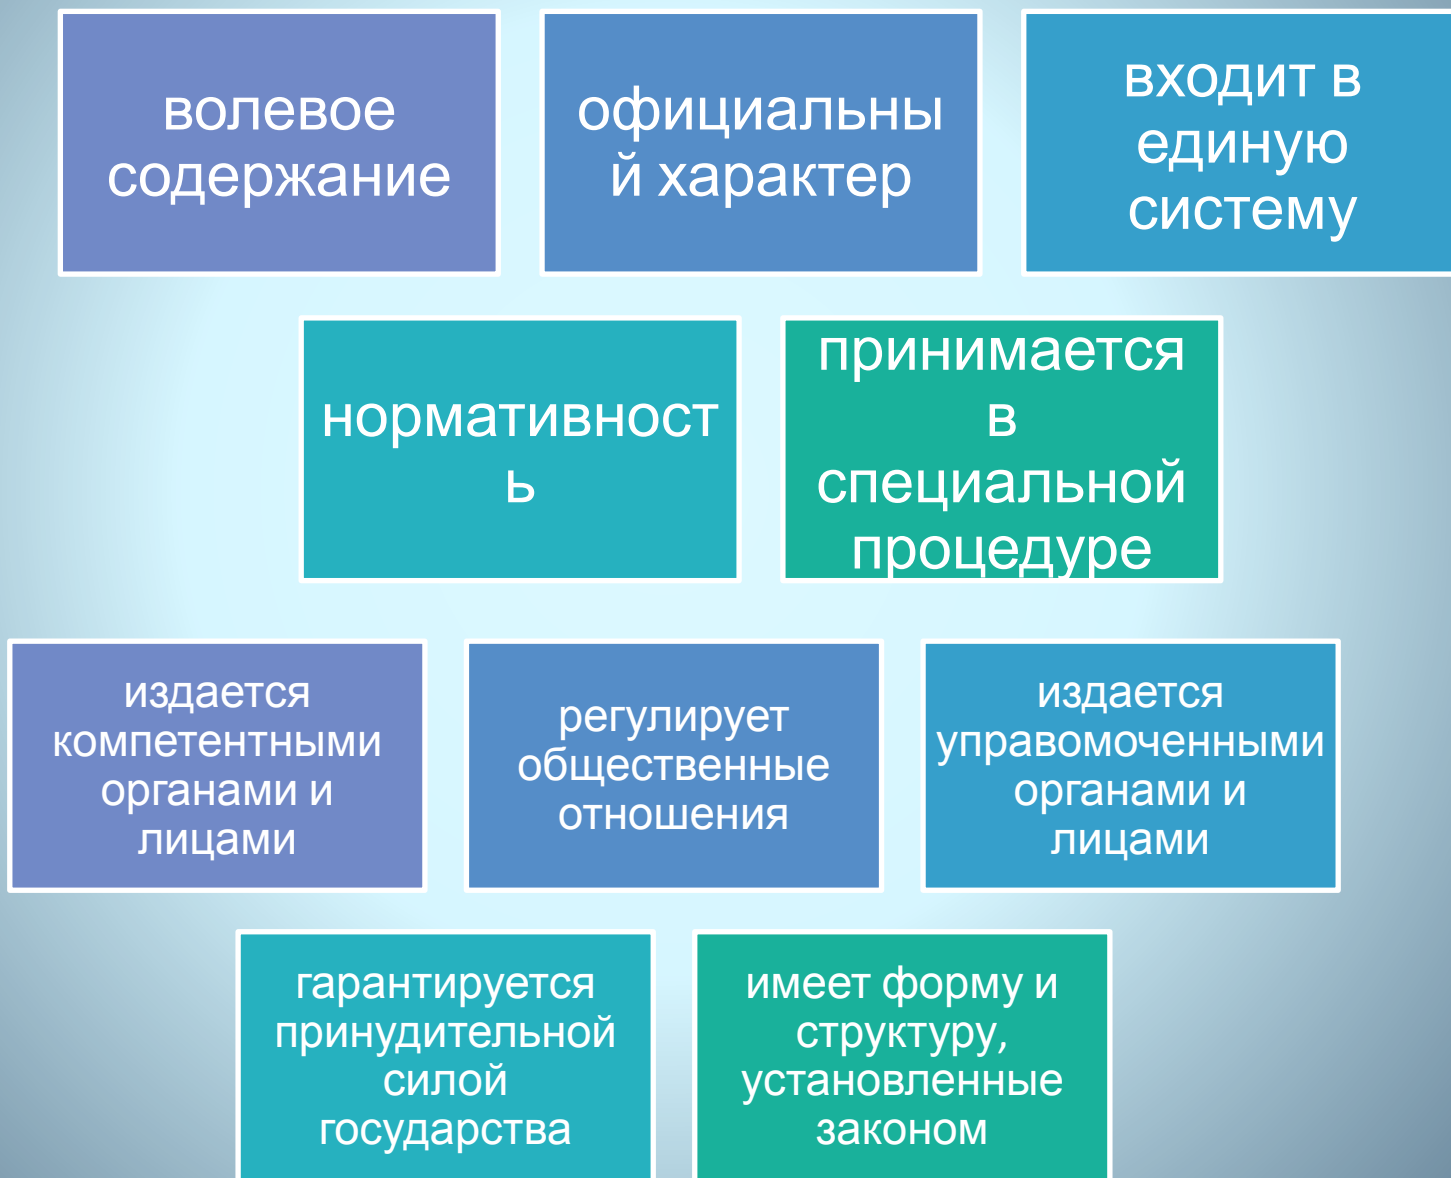 волевое
содержание
официальны
й характер
входит в
единую
систему
нормативност
ь
принимается
в
специальной
процедуре
издается
компетентными
органами и
лицами
регулирует
общественные
отношения
издается
управомоченными
органами и
лицами
гарантируется
принудительной
силой
государства
имеет форму и
структуру,
установленные
законом